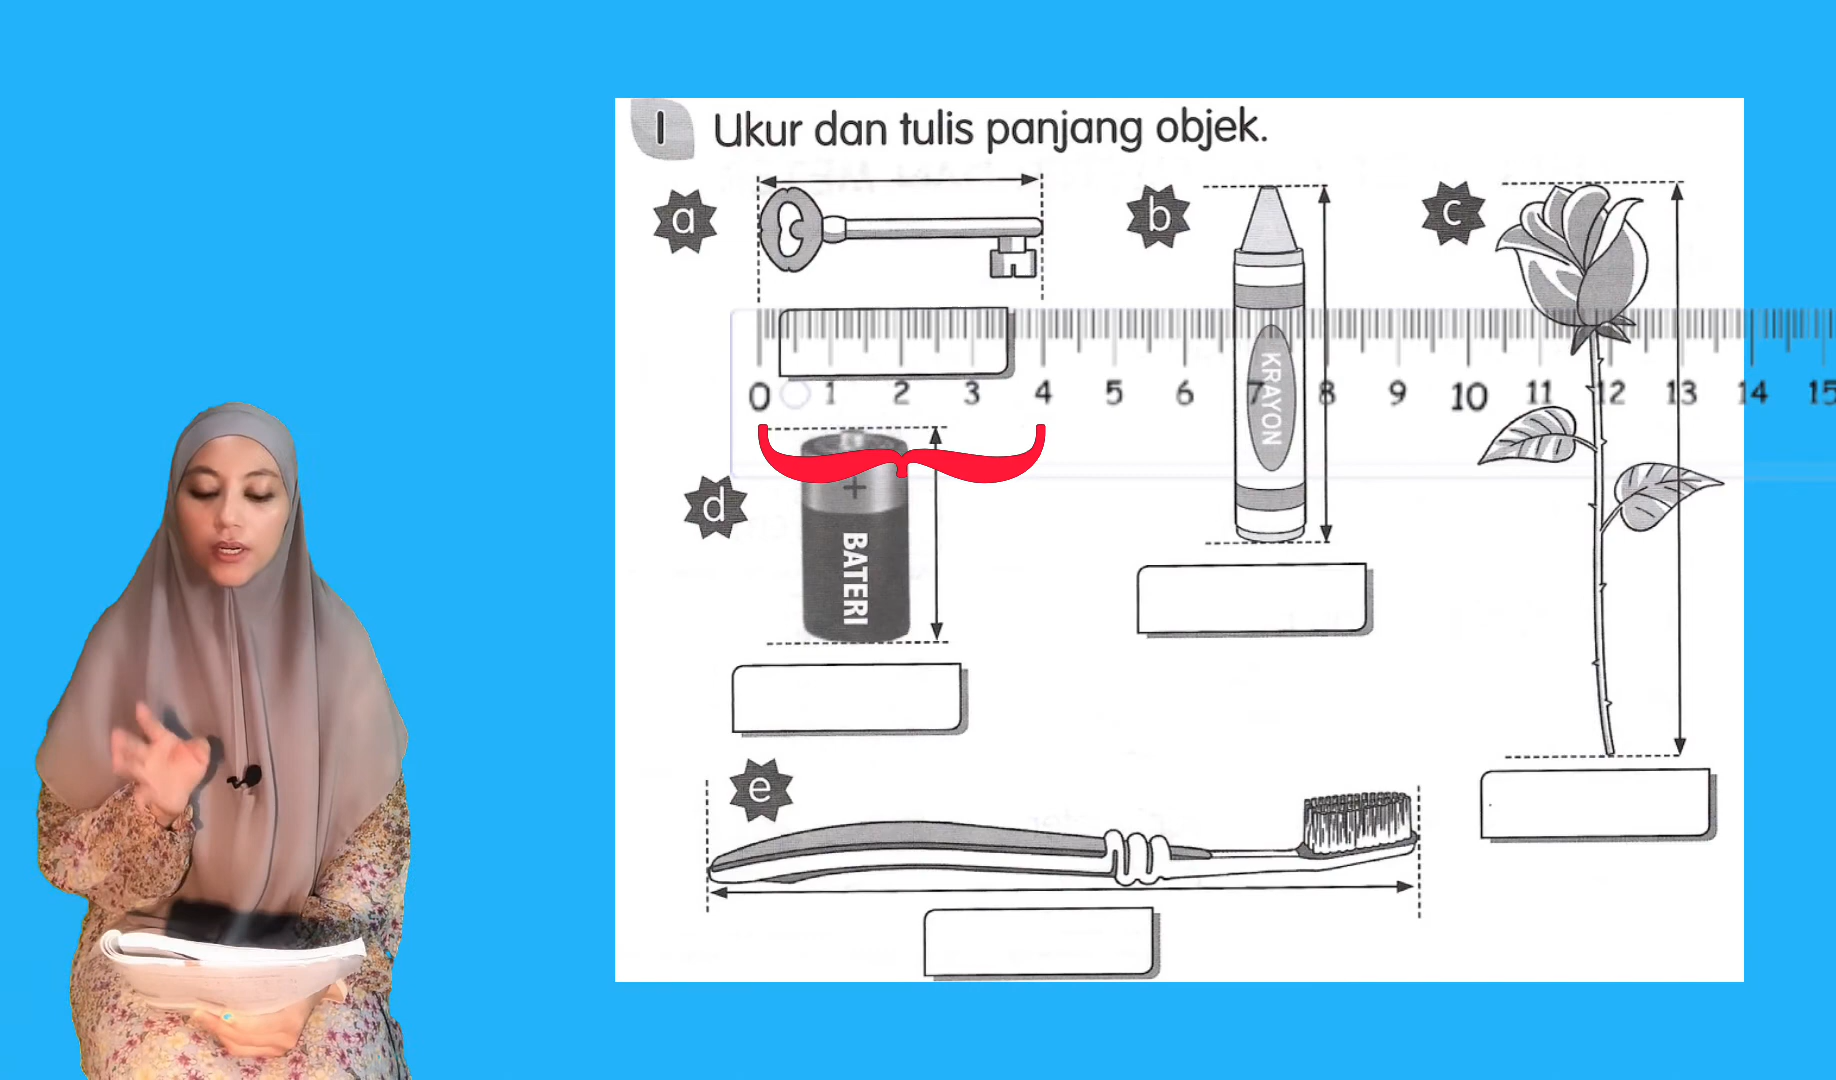 1 Ukur dan tulis panjang objek.
a
b
c
0 1 2 3 4 5 6 7 8 9 10 11 12 13 14 15
KRAYON
d
+
BATERI
e